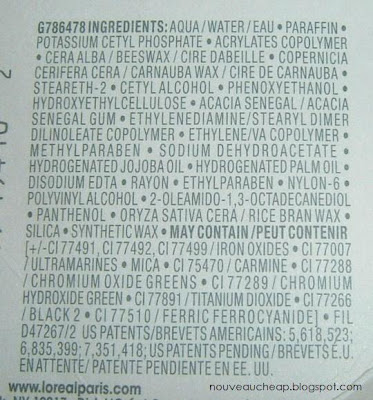 G786478 INGREDIENTS: AQUA / WATER / EAU • PARAFFIN •
POTASSIUM CETYL PHOSPHATE • ACRYLATES COPOLYMER
• CERA ALBA / BEESWAX / CIRE DABEILLE • COPERNICIA
CERIFERA CERA / CARNAUBA WAX / CIRE DE CARNAUBA •
STEARETH-2 • CETYL ALCOHOL • PHENOXYETHANOL •
HYDROXYETHYLCELLULOSE • ACACIA SENEGAL / ACACIA
SENEGAL GUM • ETHYLENEDIAMINE/STEARYL DIMER
DILINOLEATE COPOLYMER • ETHYLENE/VA COPOLYMER •
METHYLPARABEN • SODIUM DEHYDROACETATE •
HYDROGENATED JOJOBA OIL • HYDROGENATED PALM OIL
DISODIUM EDTA • RAYON • ETHYLPARABEN • NYLON-6 •
POLYVINYL ALCOHOL • 2-OLEAMIDO-1,3-OCTADECANEDIOL
• PANTHENOL • ORYZA SATIVA CERA / RICE BRAN WAX •
SILICA • SYNTHETIC WAX • MAY CONTAIN / PEUT CONTENIR
[+/- CI 77491, CI 77492, CI 77499 / IRON OXIDES • CI 77007
/ ULTRAMARINES • MICA • CI 75470 / CARMINE • CI 77288
/ CHROMIUM OXIDE GREENS • CI 77289 / CHROMIUM
HYDROXIDE GREEN • CI 77891 / TITANIUM DIOXIDE • CI 77266
/ BLACK 2 • CI 77510 / FERRIC FERROCYANIDE] • FIL
D47267/2 US PATENTS/BREVETS AMERICAINS: 5,618,523;
6,835,399; 7,351,418; US PATENTS PENDING / BREVETS E.U.
EN ATTENTE / PATENTE PENDIENTE EN EE. UU.
www.lorealparis.com
nouveaucheap.blogspot.com